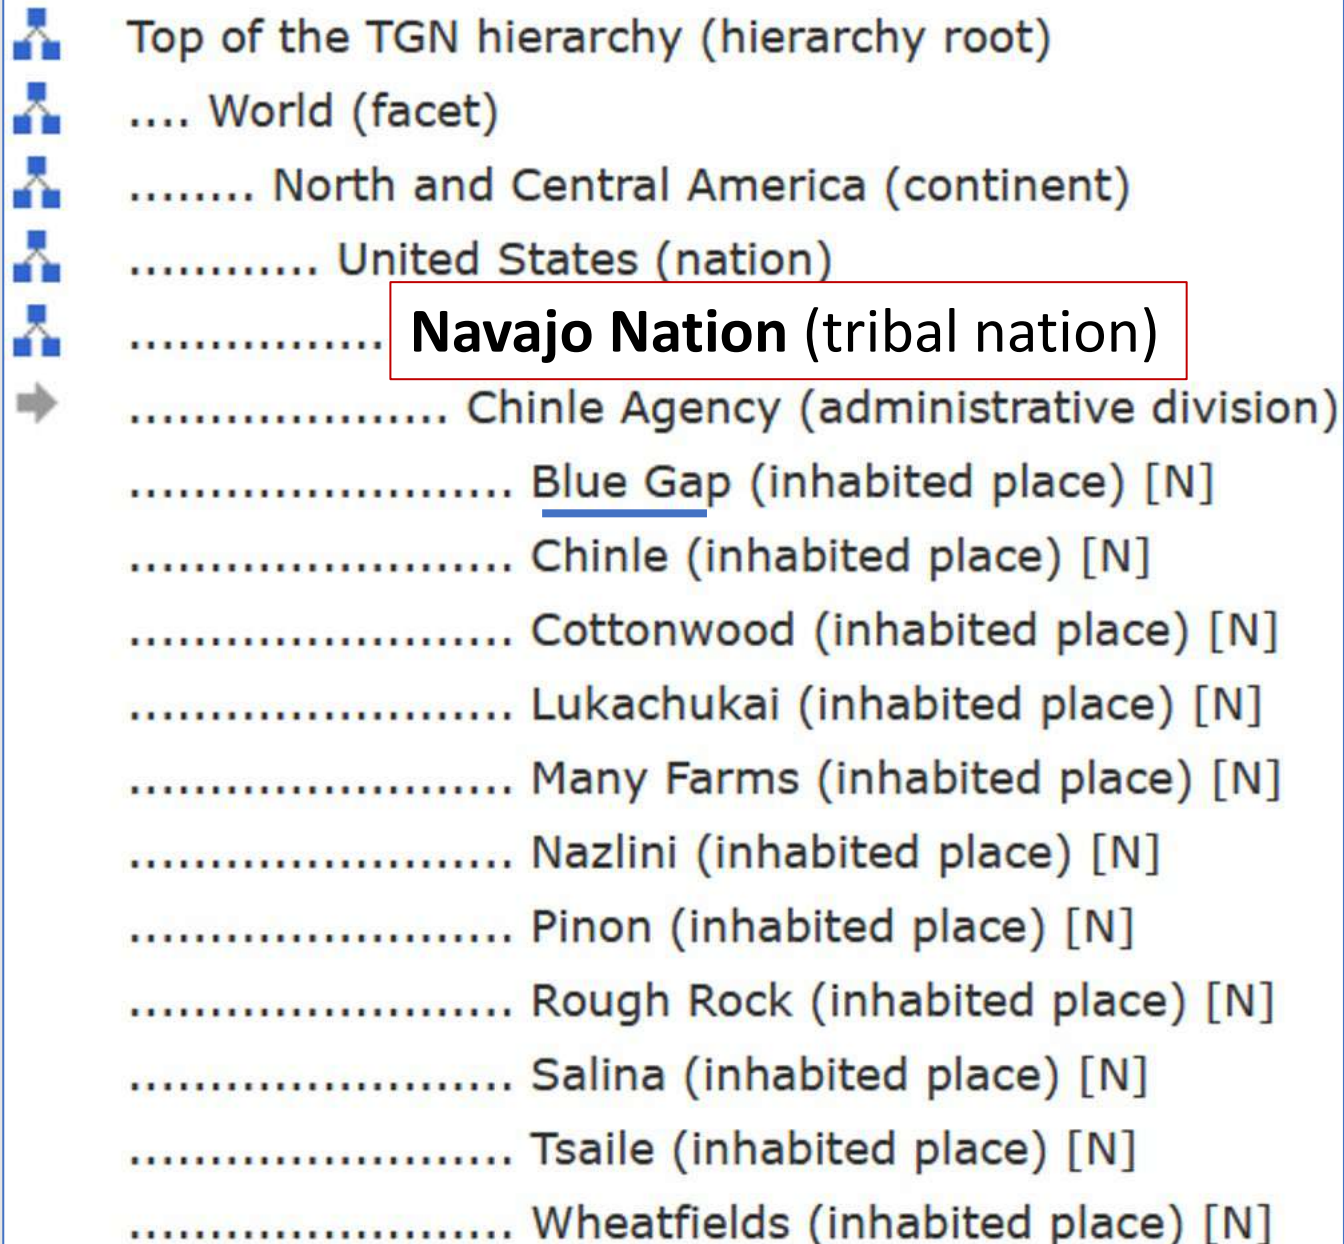 Top of the TGN hierarchy (hierarchy root)
.... World (facet)
........ North and Central America (continent)
............ United States (nation)
................ Navajo Nation (tribal nation)
.................... Chinle Agency (administrative division)
........................ Blue Gap (inhabited place) [N]
........................ Chinle (inhabited place) [N]
........................ Cottonwood (inhabited place) [N]
........................ Lukachukai (inhabited place) [N]
........................ Many Farms (inhabited place) [N]
........................ Nazlini (inhabited place) [N]
........................ Pinon (inhabited place) [N]
........................ Rough Rock (inhabited place) [N]
........................ Salina (inhabited place) [N]
........................ Tsaile (inhabited place) [N]
........................ Wheatfields (inhabited place) [N]